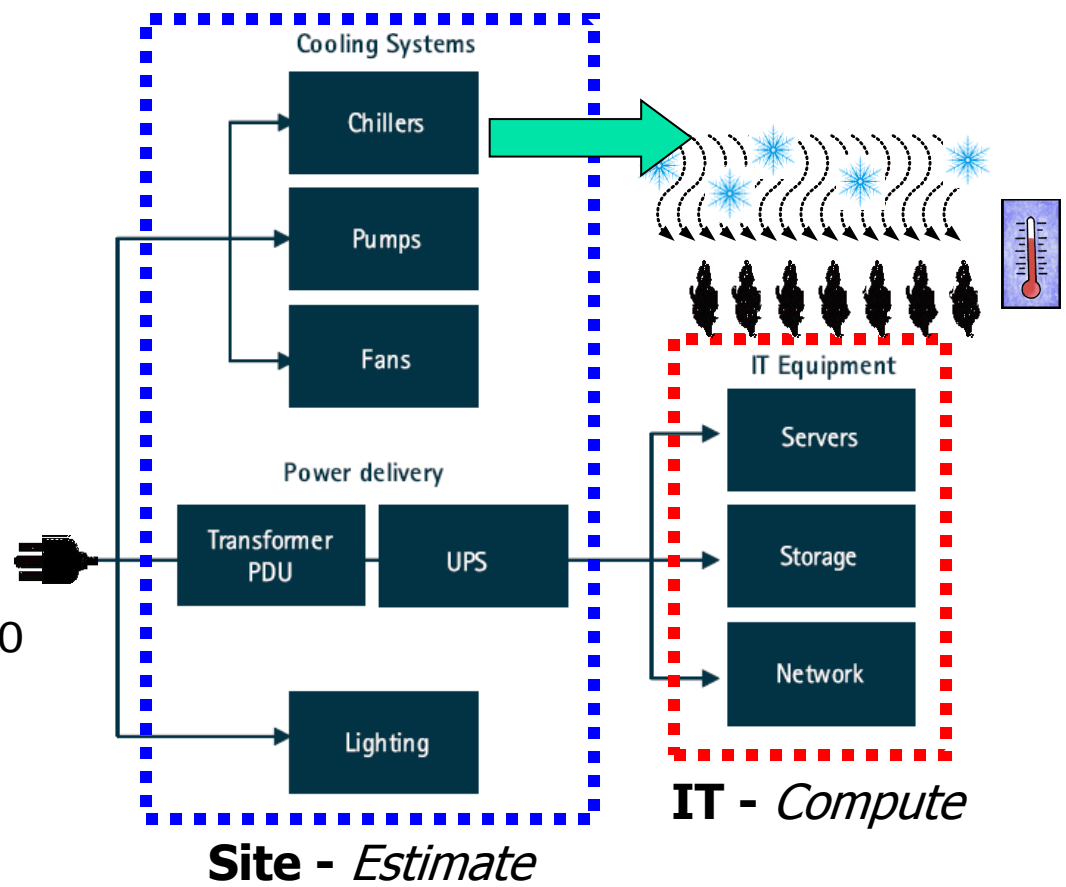 Cooling Systems
Chillers
Pumps
Fans
Power delivery
Transformer
PDU
UPS
0
Lighting
IT Equipment
Servers
Storage
Network
IT - Compute
Site - Estimate